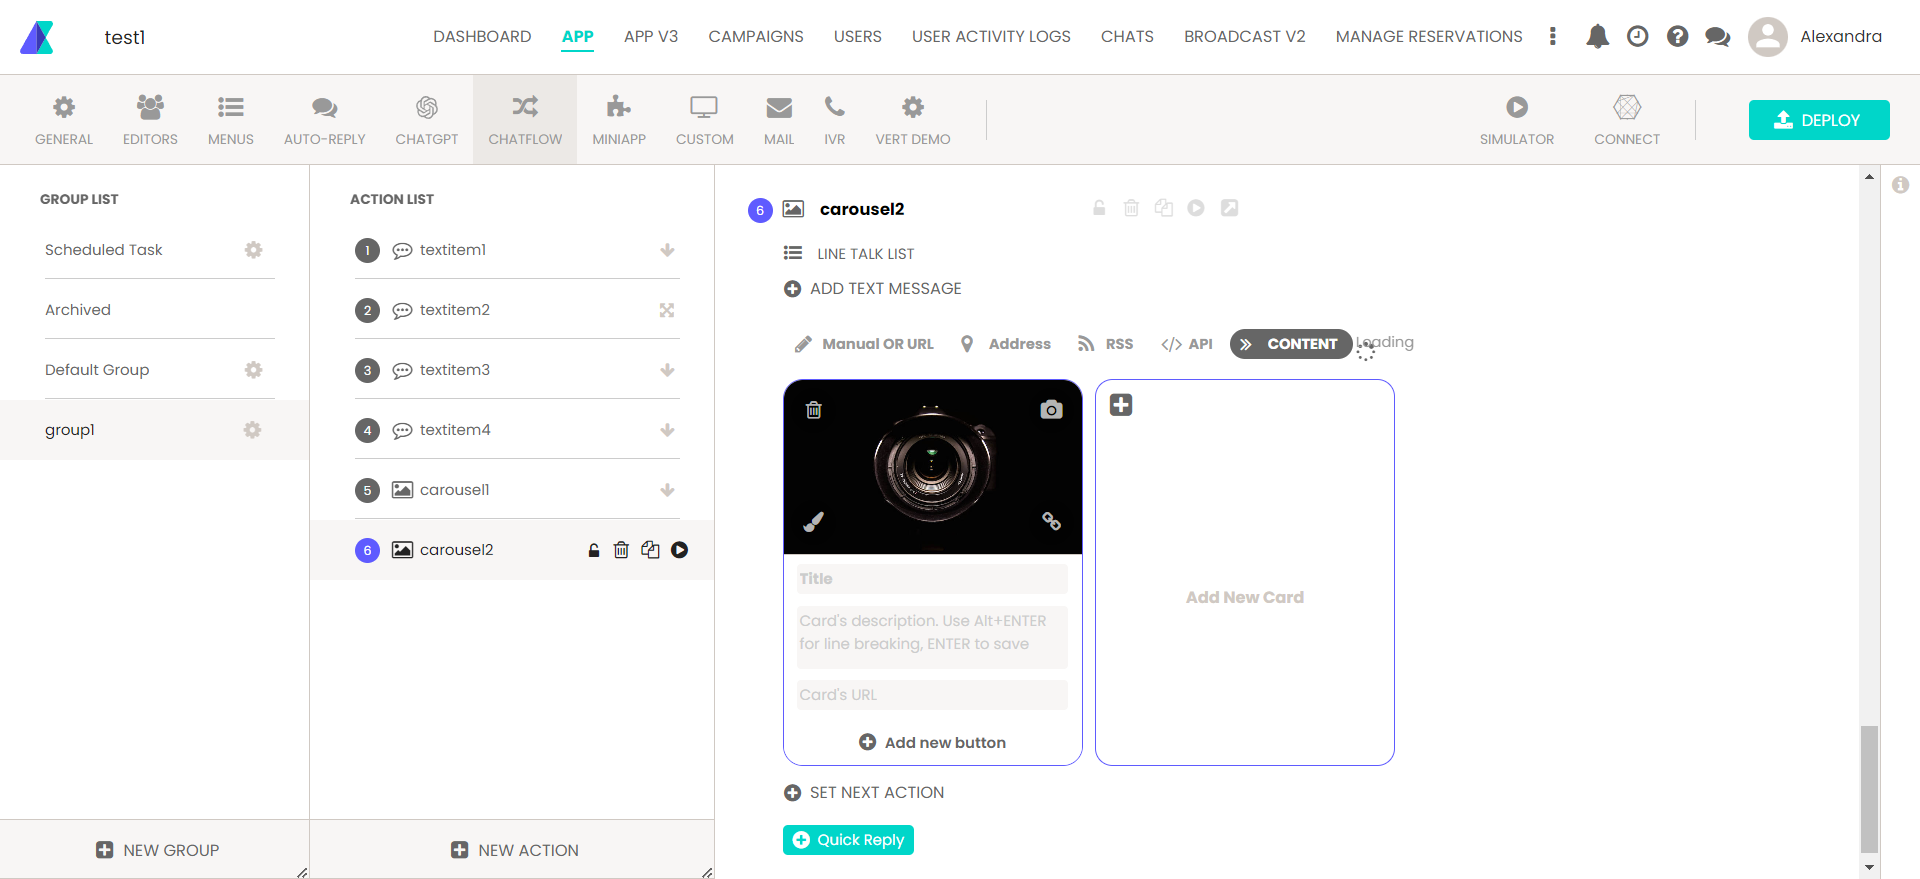 test1
DASHBOARD
APP
APP V3
CAMPAIGNS
USERS
USER ACTIVITY LOGS
CHATS
BROADCAST V2
MANAGE RESERVATIONS
Alexandra
GENERAL
EDITORS
MENUS
AUTO-REPLY
CHATGPT
CHATFLOW
MINIAPP
CUSTOM
MAIL
IVR
VERT DEMO
SIMULATOR
CONNECT
DEPLOY
GROUP LIST
Scheduled Task
Archived
Default Group
group1
NEW GROUP
ACTION LIST
1 textitem1
2 textitem2
3 textitem3
4 textitem4
5 carousel1
6 carousel2
NEW ACTION
6 carousel2
LINE TALK LIST
ADD TEXT MESSAGE
Manual OR URL
Address
RSS
</> API
CONTENT
Loading
Title
Card's description. Use Alt+ENTER
for line breaking, ENTER to save
Card's URL
Add new button
Add New Card
SET NEXT ACTION
Quick Reply